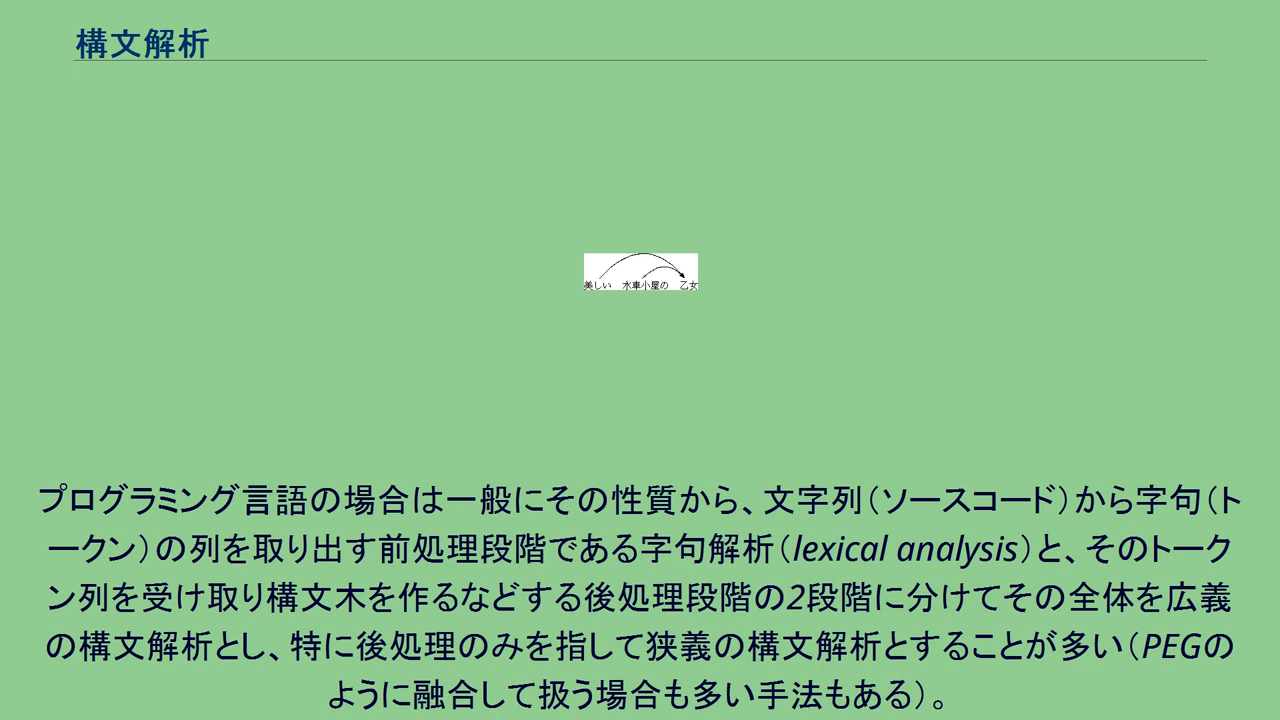 構文解析
美しい 水車小屋の 乙女
プログラミング言語の場合は一般にその性質から、文字列（ソースコード）から字句（ト
ークン）の列を取り出す前処理段階である字句解析（lexical analysis）と、そのトーク
ン列を受け取り構文木を作るなどする後処理段階の2段階に分けてその全体を広義
の構文解析とし、特に後処理のみを指して狭義の構文解析とすることが多い（PEGの
ように融合して扱う場合も多い手法もある）。